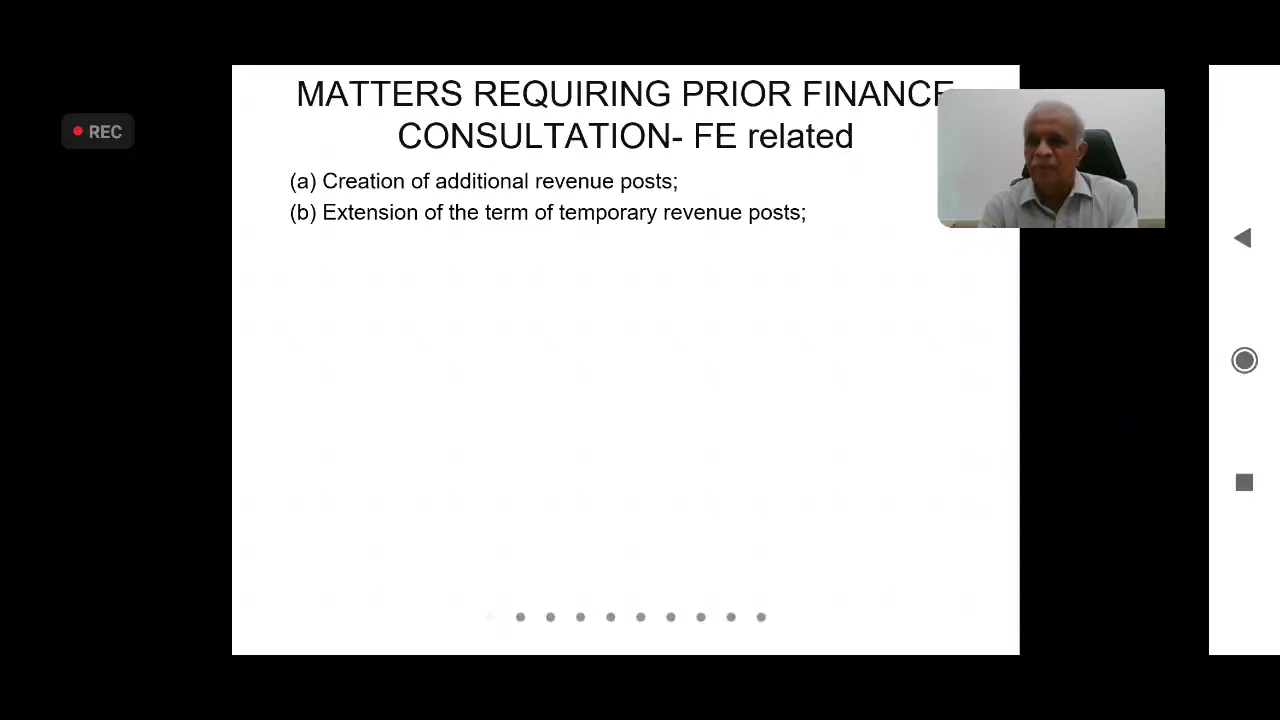 MATTERS REQUIRING PRIOR FINANCE
CONSULTATION- FE related
REC
(a) Creation of additional revenue posts;
(b) Extension of the term of temporary revenue posts;